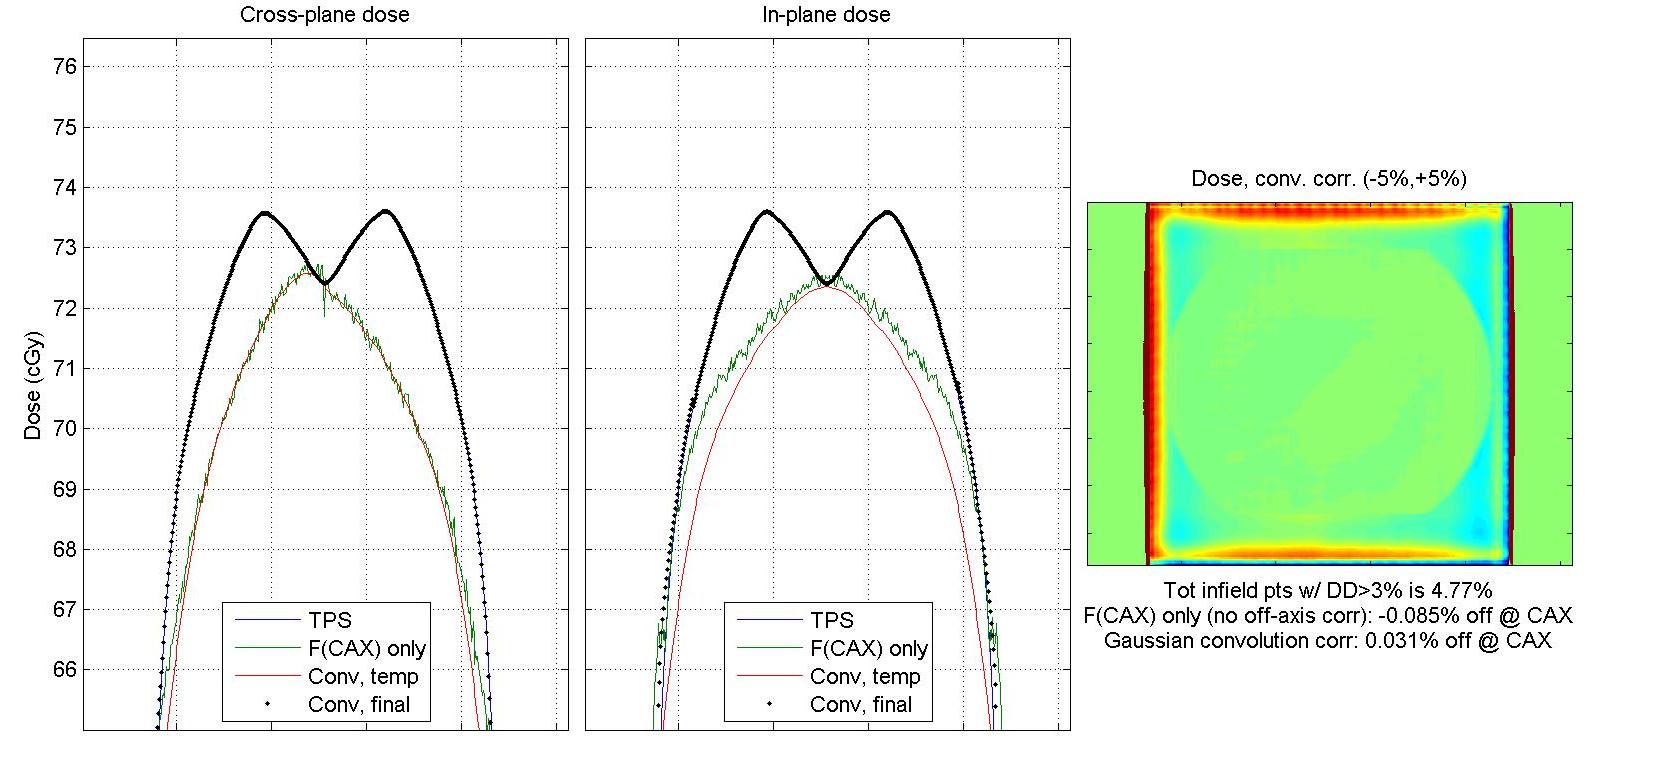 Cross-plane dose
76
75
74
73
72
71
70
69
68
67
66
Dose (cGy)
TPS
F(CAX) only
Conv, temp
Conv, final
In-plane dose
TPS
F(CAX) only
Conv, temp
Conv, final
Dose, conv. corr. (-5%,+5%)
Tot infield pts w/ DD>3% is 4.77%
F(CAX) only (no off-axis corr): -0.085% off @ CAX
Gaussian convolution corr: 0.031% off @ CAX